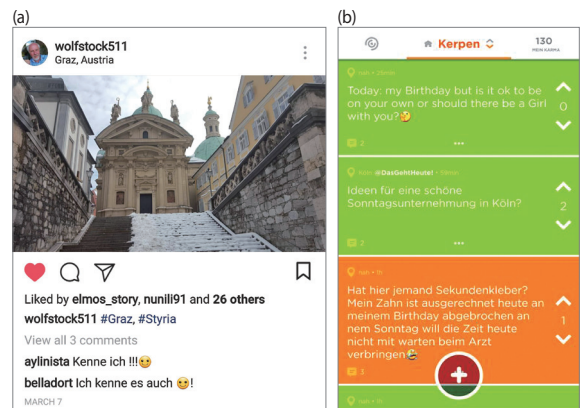 (a)
wolfstock511
Graz, Austria
Liked by elmos_story, nunili91 and 26 others
wolfstock511 #Graz, #Styria
View all 3 comments
aylinista Kenne ich !!!😀
belladort Ich kenne es auch 😀!
MARCH 7
(b)
Kerpen
130
MEIN KARMA
Today: my Birthday but is it ok to be
on your own or should there be a Girl
with you?🤔
0
2
@DasGehtHeute!
Ideen für eine schöne
Sonntagsunternehmung in Köln?
2
2
Hat hier jemand Sekundenkleber?
Mein Zahn ist ausgerechnet heute an
meinem Birthday abgebrochen an
nem Sonntag will die Zeit heute
nicht mit warten beim Arzt
verbringen😭
1
3